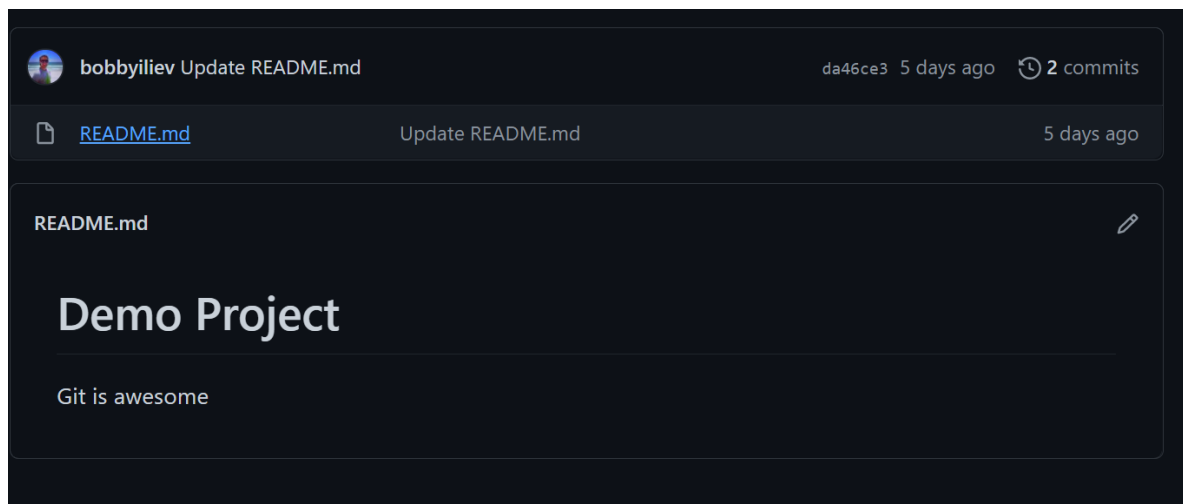 bobbyiliev Update README.md da46ce3 5 days ago 2 commits
README.md Update README.md 5 days ago
README.md
Demo Project
Git is awesome